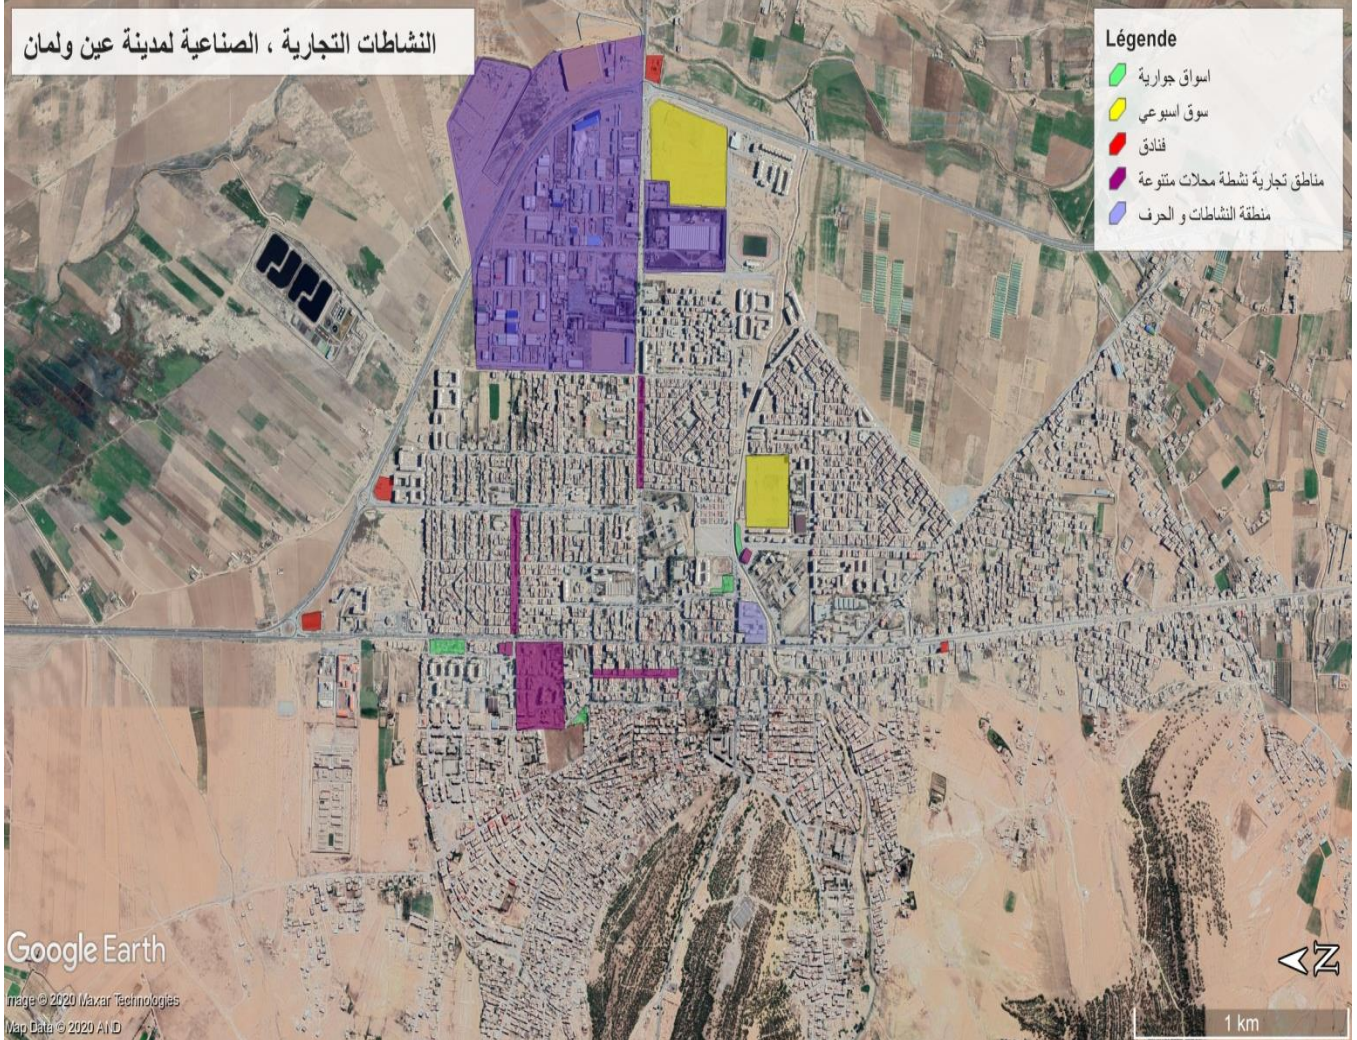 النشاطات التجارية ، الصناعية لمدينة عين ولمان
Légende
اسواق جوارية
سوق اسبوعي
فنادق
مناطق تجارية نشطة محلات متنوعة
منطقة النشاطات و الحرف
Google Earth
Image © 2020 Maxar Technologies
Map Data © 2020 AND
N
1 km